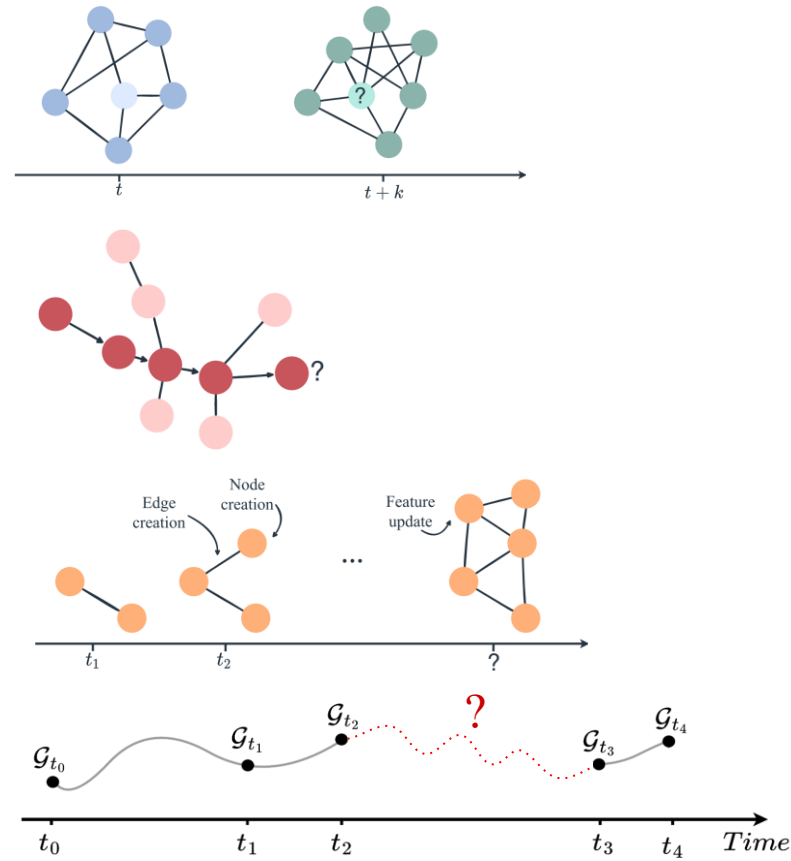 ?
t
t + k
?
Node
creation
Edge
creation
Feature
update
...
t₁
t₂
?
?
𝒢ₜ₀
𝒢ₜ₁
𝒢ₜ₂
𝒢ₜ₃
𝒢ₜ₄
t₀
t₁
t₂
t₃
t₄
Time